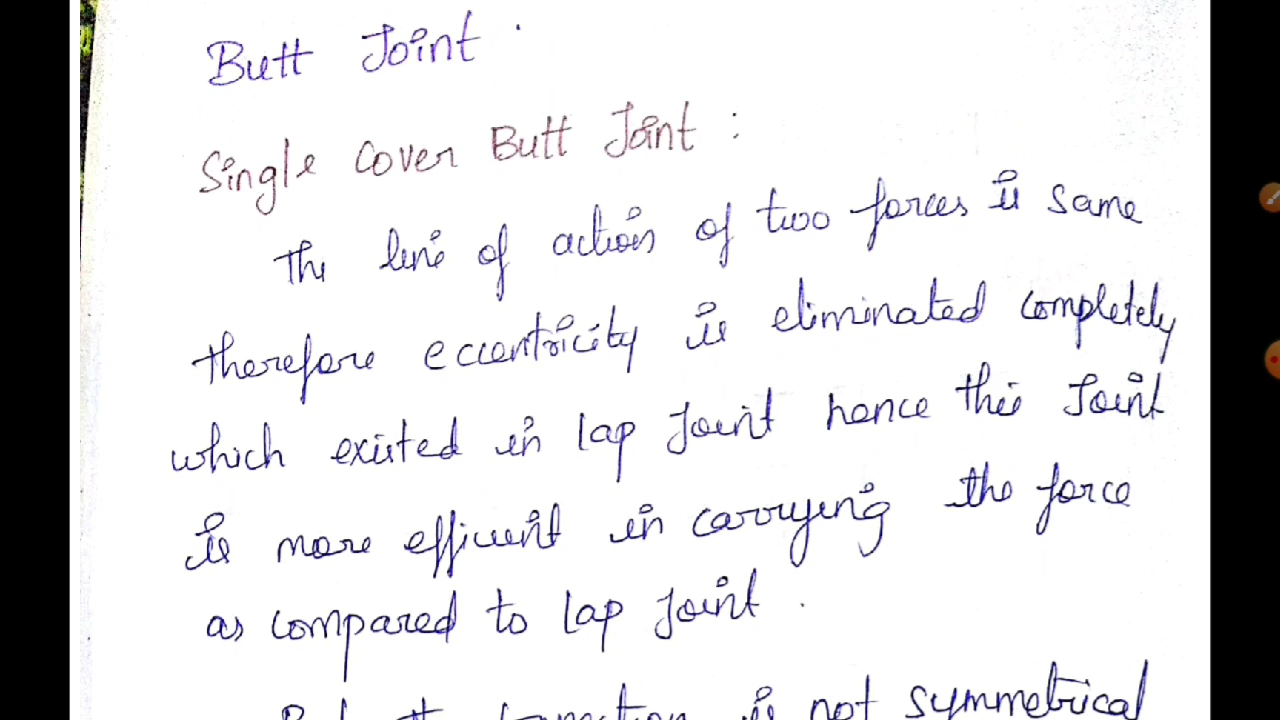 Butt Joint.
Single Cover Butt Joint :
The line of action of two forces is same
therefore eccentricity is eliminated completely
which existed in lap Joint hence this Joint
is more efficient in carrying the force
as compared to lap Joint.
is not symmetrical